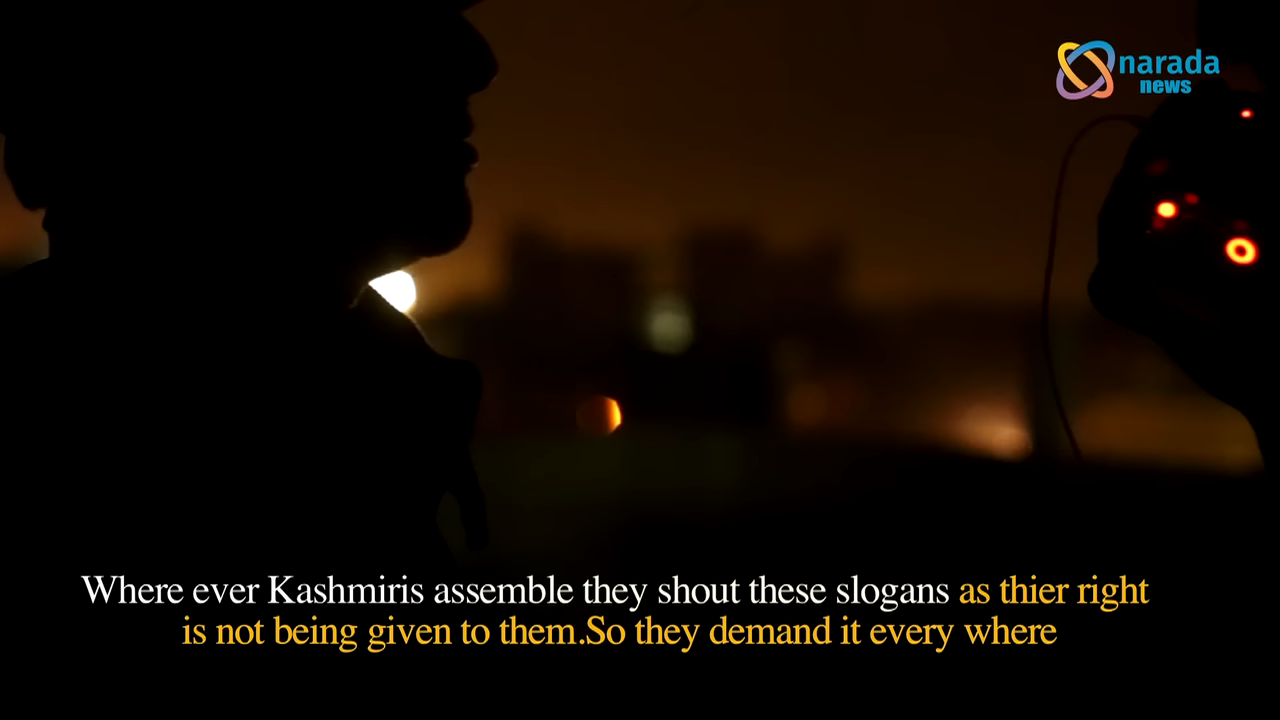 narada
news
Where ever Kashmiris assemble they shout these slogans as thier right
is not being given to them.So they demand it every where